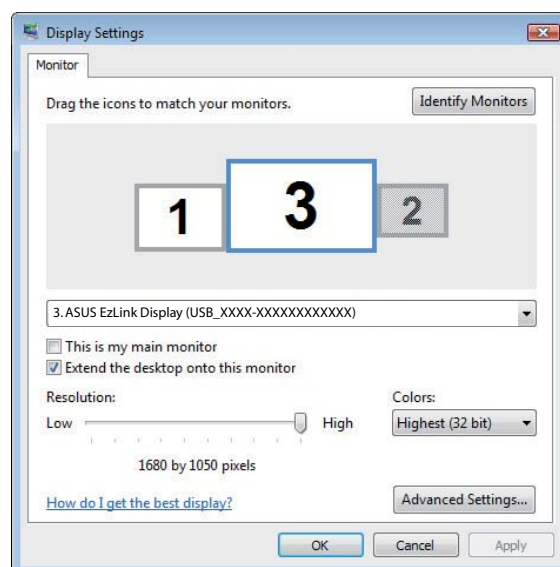 Display Settings
Monitor
Drag the icons to match your monitors.
Identify Monitors
1
3
2
3. ASUS EzLink Display (USB_XXXX-XXXXXXXXXXXX)
This is my main monitor
Extend the desktop onto this monitor
Resolution:
Colors:
Low
High
Highest (32 bit)
1680 by 1050 pixels
How do I get the best display?
Advanced Settings...
OK
Cancel
Apply